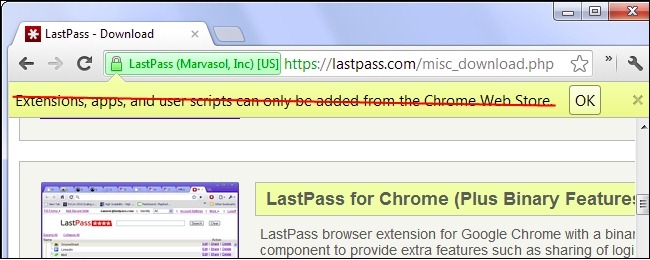 LastPass - Download
LastPass (Marvasol, Inc) [US] https://lastpass.com/misc_download.php
Extensions, apps, and user scripts can only be added from the Chrome Web Store. OK
LastPass for Chrome (Plus Binary Features
LastPass
LastPass browser extension for Google Chrome with a binar
component to provide extra features such as sharing of logi